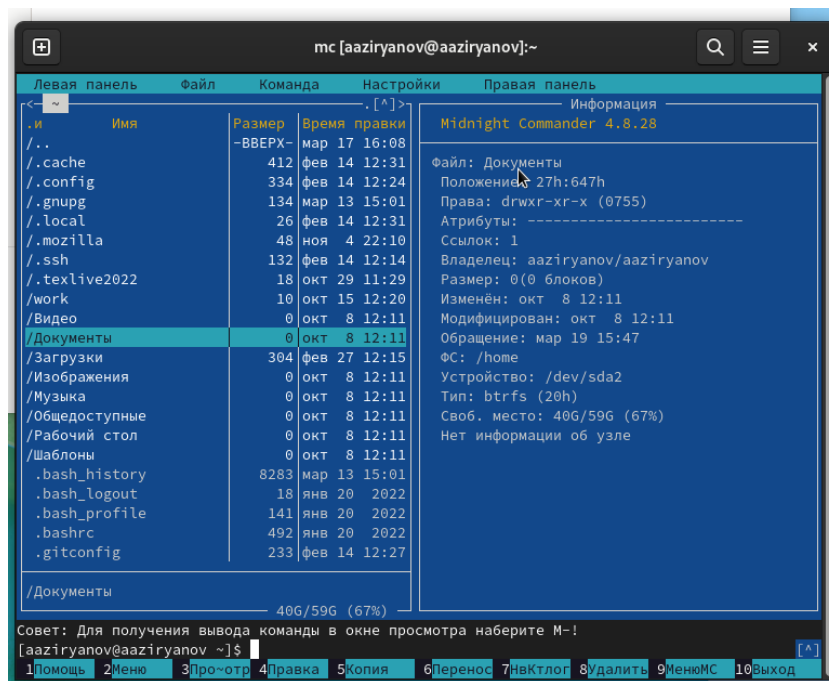 mc [aaziryanov@aaziryanov]:~
Левая панель Файл Команда Настройки Правая панель
<— ~ .[^]>
.и Имя Размер Время правки
/.. -ВВЕРХ- мар 17 16:08
/.cache 412 фев 14 12:31
/.config 334 фев 14 12:24
/.gnupg 134 мар 13 15:01
/.local 26 фев 14 12:31
/.mozilla 48 ноя 4 22:10
/.ssh 132 фев 14 12:14
/.texlive2022 18 окт 29 11:29
/work 10 окт 15 12:20
/Видео 0 окт 8 12:11
/Документы 0 окт 8 12:11
/Загрузки 304 фев 27 12:15
/Изображения 0 окт 8 12:11
/Музыка 0 окт 8 12:11
/Общедоступные 0 окт 8 12:11
/Рабочий стол 0 окт 8 12:11
/Шаблоны 0 окт 8 12:11
.bash_history 8283 мар 13 15:01
.bash_logout 18 янв 20 2022
.bash_profile 141 янв 20 2022
.bashrc 492 янв 20 2022
.gitconfig 233 фев 14 12:27
/Документы
40G/59G (67%)
Информация
Midnight Commander 4.8.28
Файл: Документы
Положение: 27h:647h
Права: drwxr-xr-x (0755)
Атрибуты: -------------------------
Ссылок: 1
Владелец: aaziryanov/aaziryanov
Размер: 0(0 блоков)
Изменён: окт 8 12:11
Модифицирован: окт 8 12:11
Обращение: мар 19 15:47
ФС: /home
Устройство: /dev/sda2
Тип: btrfs (20h)
Своб. место: 40G/59G (67%)
Нет информации об узле
Совет: Для получения вывода команды в окне просмотра наберите M-!
[aaziryanov@aaziryanov ~]$ [^]
1Помощь 2Меню 3Про~отр 4Правка 5Копия 6Перенос 7НвКтлог 8Удалить 9МенюMC 10Выход